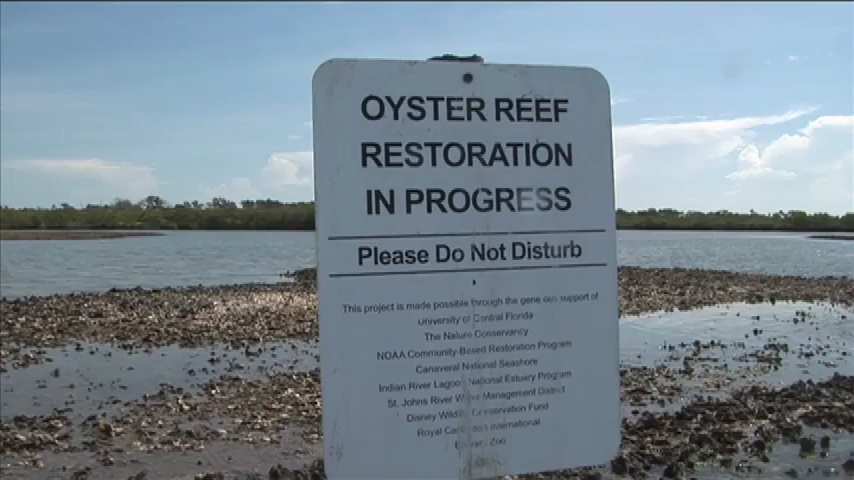 OYSTER REEF
RESTORATION
IN PROGRESS
Please Do Not Disturb
This project is made possible through the gene ous support of
University of Central Florida
The Nature Conservancy
NOAA Community-Based Restoration Program
Canaveral National Seashore
Indian River Lagoon National Estuary Program
St. Johns River Water Management District
Disney Wildlife Conservation Fund
Royal Caribbean International
Zoo